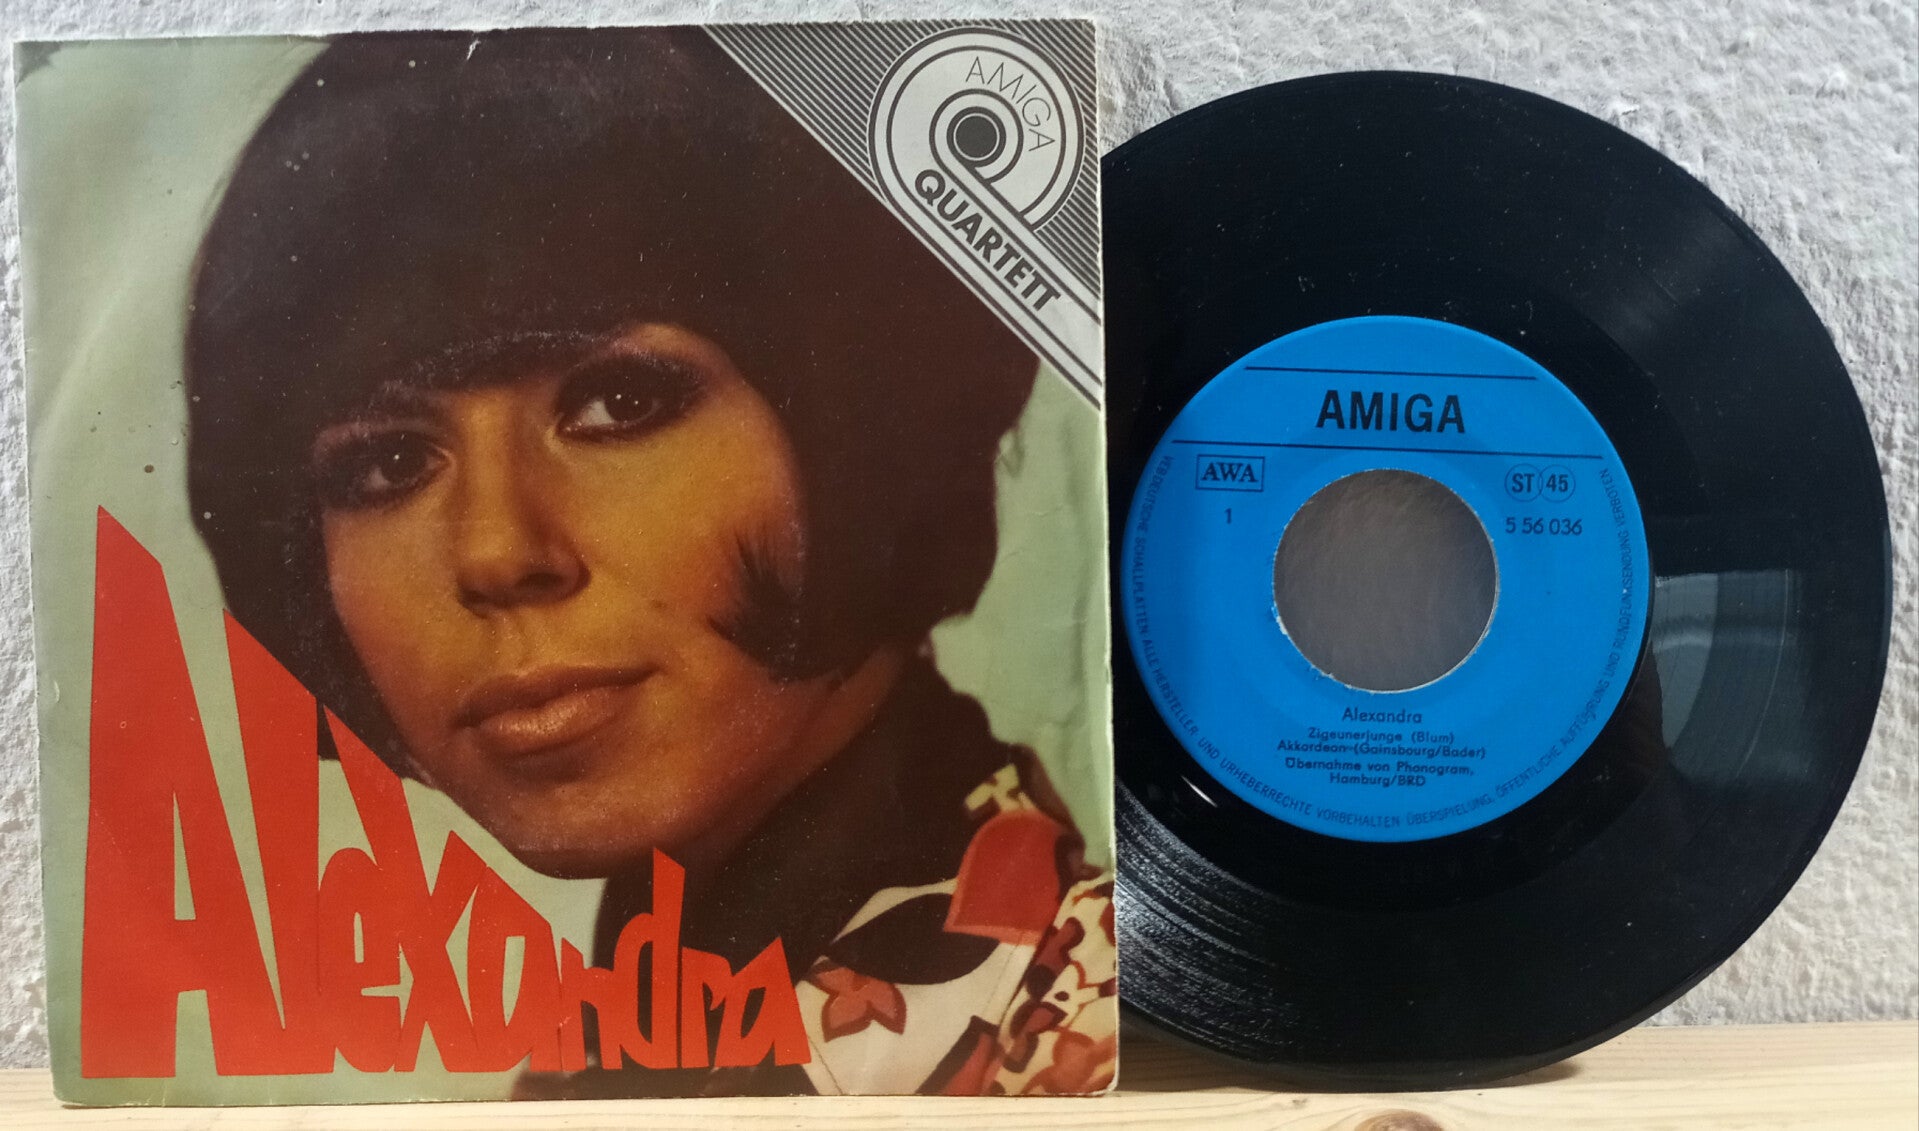 AMIGA
QUARTETT
Alexandra
AMIGA
AWA
ST 45
1
5 56 036
Alexandra
Zigeunerjunge (Blum)
Akkordeon (Gainsbourg/Bader)
Übernahme von Phonogram,
Hamburg/BRD
VEB DEUTSCHE SCHALLPLATTEN · ALLE HERSTELLER- UND URHEBERRECHTE VORBEHALTEN · ÜBERSPIELUNG, ÖFFENTLICHE AUFFÜHRUNG UND RUNDFUNKSENDUNG VERBOTEN